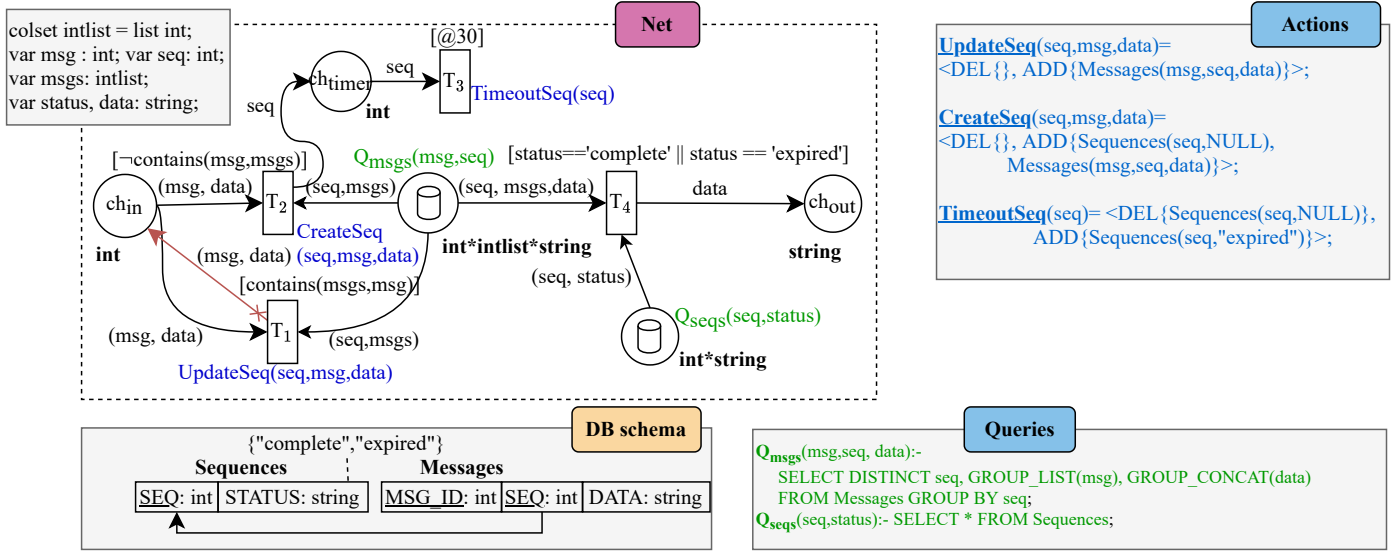 colset intlist = list int;
var msg : int; var seq: int;
var msgs: intlist;
var status, data: string;
Net
[@30]
ch_timer
seq
T3
TimeoutSeq(seq)
int
seq
[¬contains(msg,msgs)]
Q_msgs(msg,seq)
[status=='complete' || status == 'expired']
ch_in
(msg, data)
T2
(seq,msgs)
(seq, msgs,data)
T4
data
ch_out
int
CreateSeq
(seq,msg,data)
int*intlist*string
string
(msg, data)
[contains(msgs,msg)]
(seq, status)
(msg, data)
T1
(seq,msgs)
Q_seqs(seq,status)
int*string
UpdateSeq(seq,msg,data)
Actions
UpdateSeq(seq,msg,data)=
<DEL{}, ADD{Messages(msg,seq,data)}>;
CreateSeq(seq,msg,data)=
<DEL{}, ADD{Sequences(seq,NULL),
Messages(msg,seq,data)}>;
TimeoutSeq(seq)= <DEL{Sequences(seq,NULL)},
ADD{Sequences(seq,"expired")}>;
DB schema
{"complete","expired"}
Sequences
Messages
SEQ: int
STATUS: string
MSG_ID: int
SEQ: int
DATA: string
Queries
Q_msgs(msg,seq, data):-
SELECT DISTINCT seq, GROUP_LIST(msg), GROUP_CONCAT(data)
FROM Messages GROUP BY seq;
Q_seqs(seq,status):- SELECT * FROM Sequences;